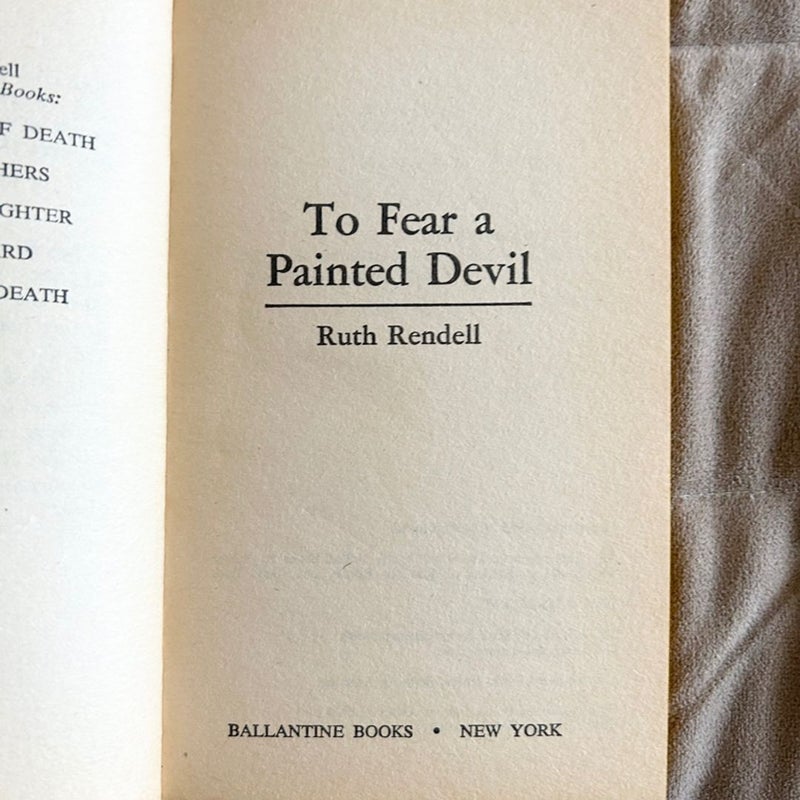 ell
Books:
F DEATH
HERS
GHTER
RD
DEATH
To Fear a
Painted Devil
Ruth Rendell
BALLANTINE BOOKS • NEW YORK